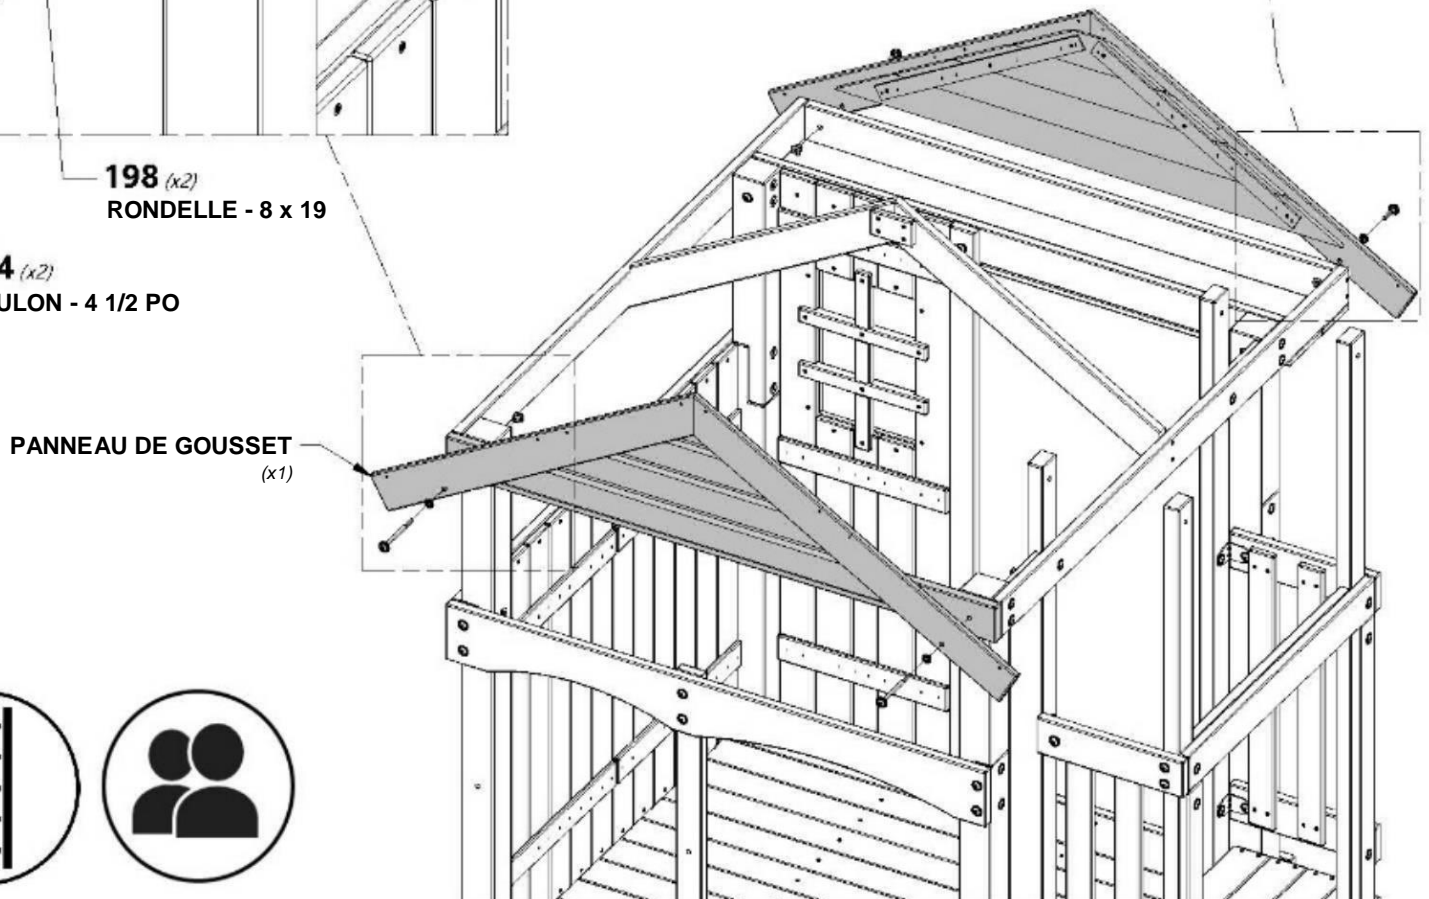 198 (x2)
RONDELLE - 8 x 19
4 (x2)
ULON - 4 1/2 PO
PANNEAU DE GOUSSET
(x1)